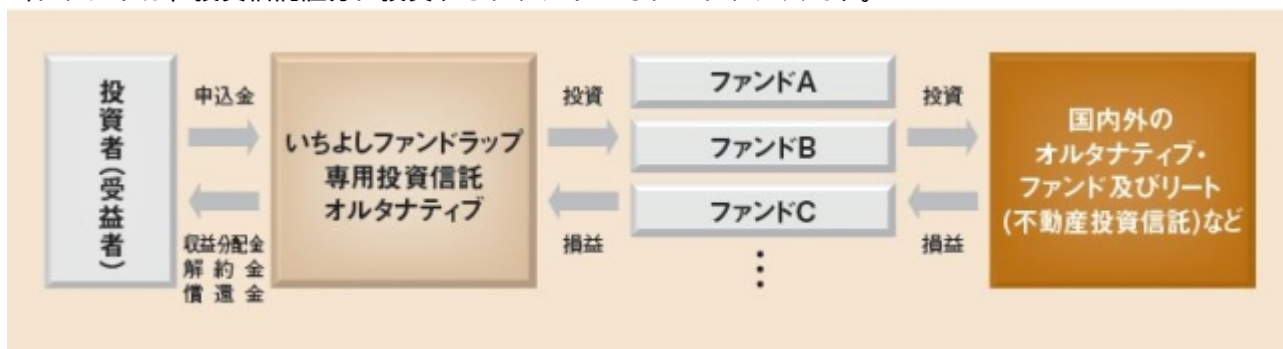 投資者(受益者)
申込金
収益分配金
解約金
償還金
いちよしファンドラップ
専用投資信託
オルタナティブ
投資
損益
ファンドA
ファンドB
ファンドC
⋮
投資
損益
国内外の
オルタナティブ・
ファンド及びリート
(不動産投資信託)など